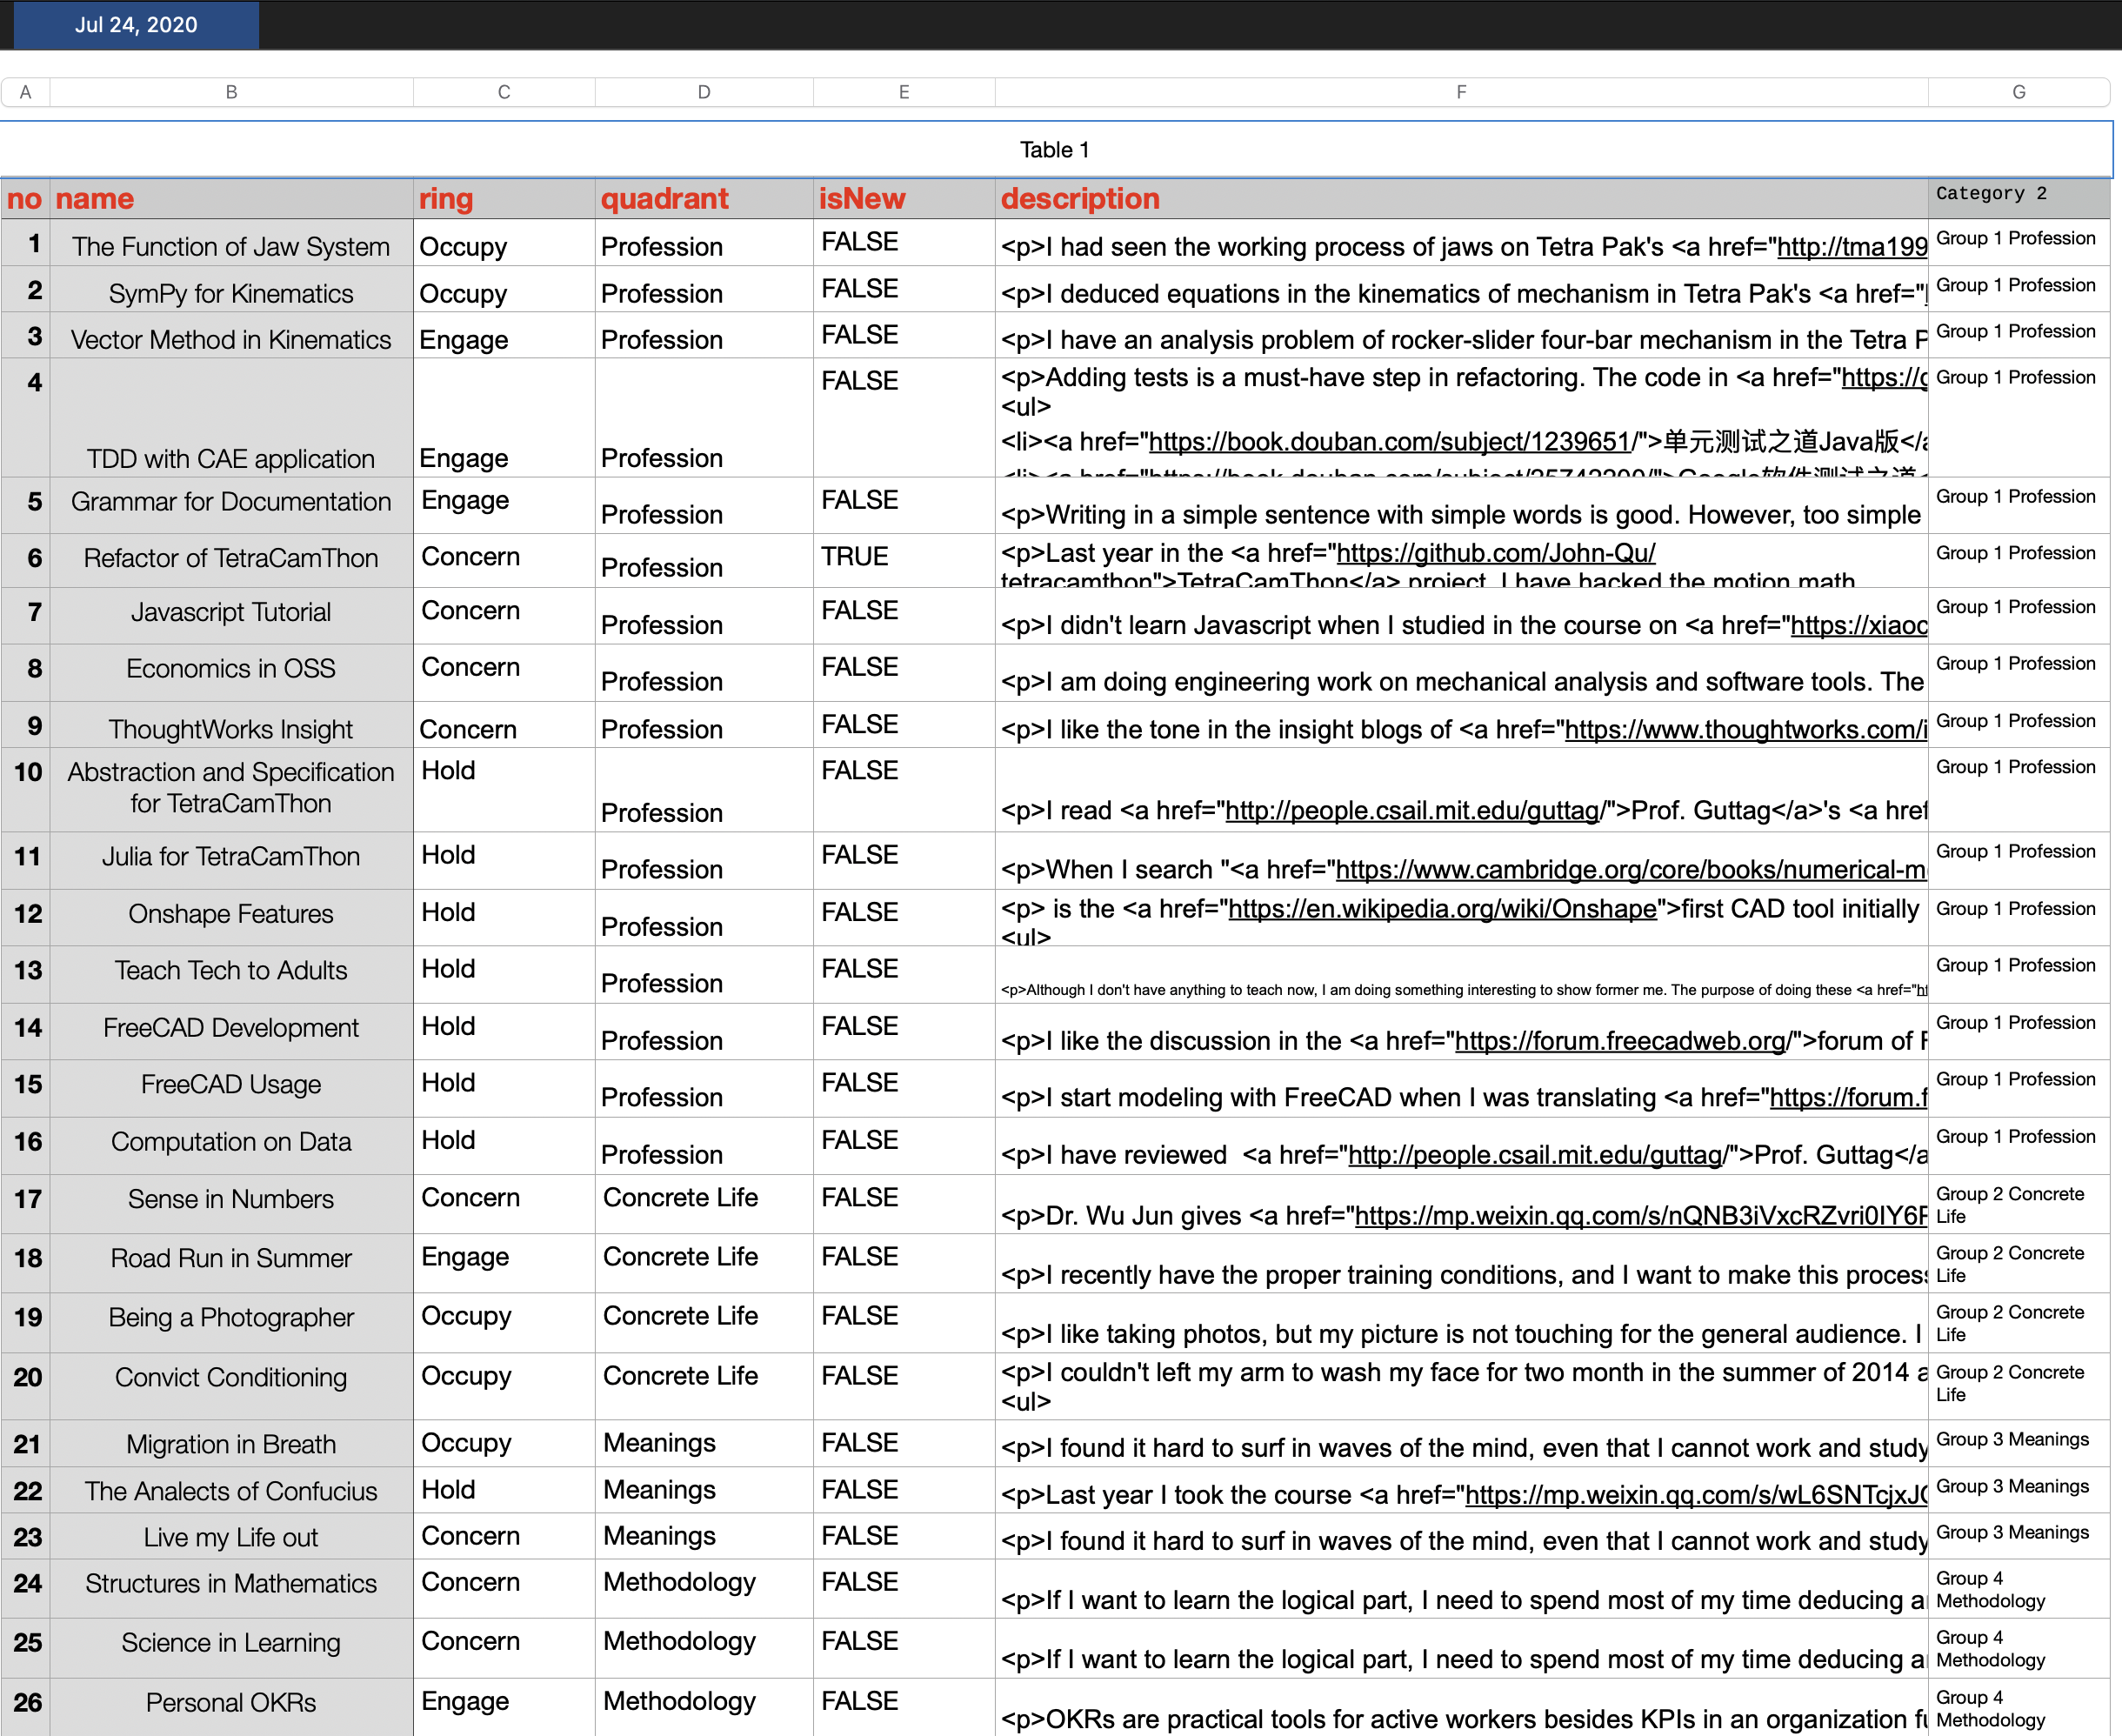 Jul 24, 2020
A B C D E F G
Table 1
no name ring quadrant isNew description Category 2
1 The Function of Jaw System Occupy Profession FALSE <p>I had seen the working process of jaws on Tetra Pak's <a href="http://tma199 Group 1 Profession
2 SymPy for Kinematics Occupy Profession FALSE <p>I deduced equations in the kinematics of mechanism in Tetra Pak's <a href=" Group 1 Profession
3 Vector Method in Kinematics Engage Profession FALSE <p>I have an analysis problem of rocker-slider four-bar mechanism in the Tetra P Group 1 Profession
4 TDD with CAE application Engage Profession FALSE <p>Adding tests is a must-have step in refactoring. The code in <a href="https://g Group 1 Profession
<ul>
<li><a href="https://book.douban.com/subject/1239651/">单元测试之道Java版</a
<li><a href="https://book.douban.com/subject/25742200/">Google软件测试之道<
5 Grammar for Documentation Engage Profession FALSE <p>Writing in a simple sentence with simple words is good. However, too simple Group 1 Profession
6 Refactor of TetraCamThon Concern Profession TRUE <p>Last year in the <a href="https://github.com/John-Qu/ Group 1 Profession
tetracamthon">TetraCamThon</a> project, I have hacked the motion math
7 Javascript Tutorial Concern Profession FALSE <p>I didn't learn Javascript when I studied in the course on <a href="https://xiaoc Group 1 Profession
8 Economics in OSS Concern Profession FALSE <p>I am doing engineering work on mechanical analysis and software tools. The Group 1 Profession
9 ThoughtWorks Insight Concern Profession FALSE <p>I like the tone in the insight blogs of <a href="https://www.thoughtworks.com/i Group 1 Profession
10 Abstraction and Specification Hold Profession FALSE <p>I read <a href="http://people.csail.mit.edu/guttag/">Prof. Guttag</a>'s <a href Group 1 Profession
for TetraCamThon
11 Julia for TetraCamThon Hold Profession FALSE <p>When I search "<a href="https://www.cambridge.org/core/books/numerical-m Group 1 Profession
12 Onshape Features Hold Profession FALSE <p> is the <a href="https://en.wikipedia.org/wiki/Onshape">first CAD tool initially Group 1 Profession
<ul>
13 Teach Tech to Adults Hold Profession FALSE <p>Although I don't have anything to teach now, I am doing something interesting to show former me. The purpose of doing these <a href="ht Group 1 Profession
14 FreeCAD Development Hold Profession FALSE <p>I like the discussion in the <a href="https://forum.freecadweb.org/">forum of F Group 1 Profession
15 FreeCAD Usage Hold Profession FALSE <p>I start modeling with FreeCAD when I was translating <a href="https://forum.f Group 1 Profession
16 Computation on Data Hold Profession FALSE <p>I have reviewed <a href="http://people.csail.mit.edu/guttag/">Prof. Guttag</a Group 1 Profession
17 Sense in Numbers Concern Concrete Life FALSE <p>Dr. Wu Jun gives <a href="https://mp.weixin.qq.com/s/nQNB3iVxcRZvri0IY6F Group 2 Concrete
Life
18 Road Run in Summer Engage Concrete Life FALSE <p>I recently have the proper training conditions, and I want to make this process Group 2 Concrete
Life
19 Being a Photographer Occupy Concrete Life FALSE <p>I like taking photos, but my picture is not touching for the general audience. I Group 2 Concrete
Life
20 Convict Conditioning Occupy Concrete Life FALSE <p>I couldn't left my arm to wash my face for two month in the summer of 2014 a Group 2 Concrete
<ul> Life
21 Migration in Breath Occupy Meanings FALSE <p>I found it hard to surf in waves of the mind, even that I cannot work and study Group 3 Meanings
22 The Analects of Confucius Hold Meanings FALSE <p>Last year I took the course <a href="https://mp.weixin.qq.com/s/wL6SNTcjxJ Group 3 Meanings
23 Live my Life out Concern Meanings FALSE <p>I found it hard to surf in waves of the mind, even that I cannot work and study Group 3 Meanings
24 Structures in Mathematics Concern Methodology FALSE <p>If I want to learn the logical part, I need to spend most of my time deducing a Group 4
Methodology
25 Science in Learning Concern Methodology FALSE <p>If I want to learn the logical part, I need to spend most of my time deducing a Group 4
Methodology
26 Personal OKRs Engage Methodology FALSE <p>OKRs are practical tools for active workers besides KPIs in an organization fu Group 4
Methodology